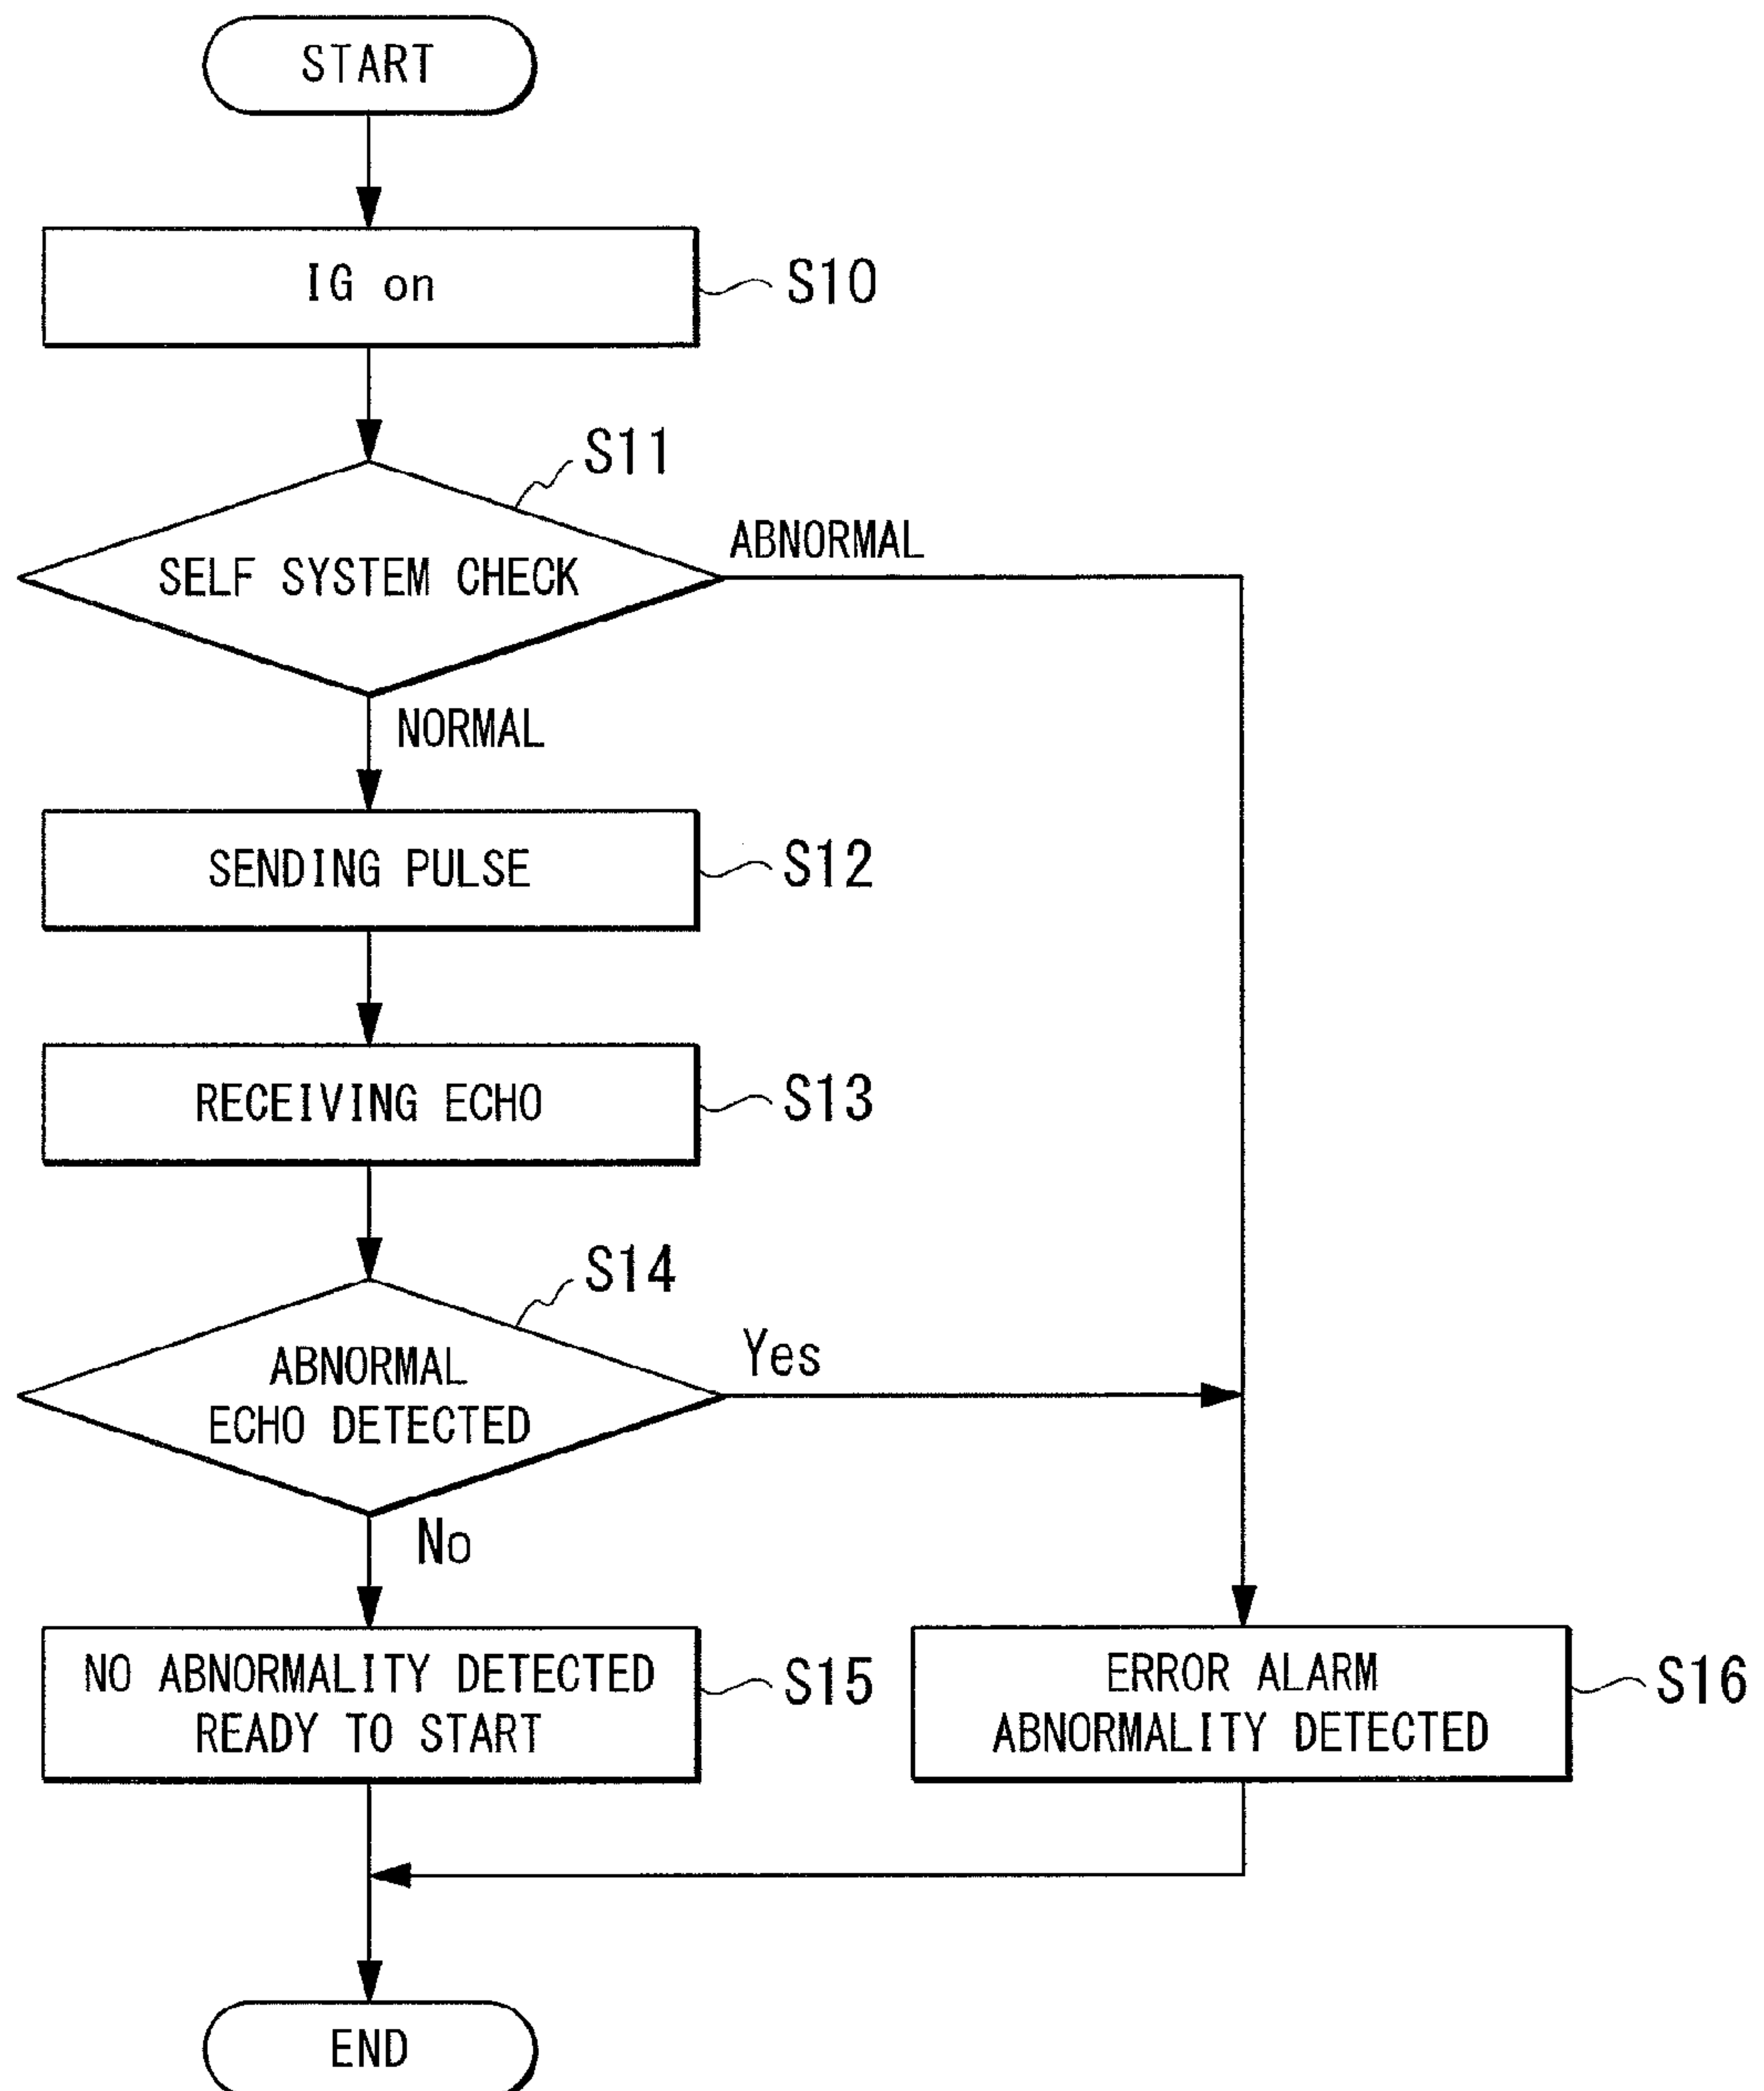 START
IG on
S10
S11
SELF SYSTEM CHECK
ABNORMAL
NORMAL
SENDING PULSE
S12
RECEIVING ECHO
S13
S14
ABNORMAL
ECHO DETECTED
Yes
No
NO ABNORMALITY DETECTED
READY TO START
S15
ERROR ALARM
ABNORMALITY DETECTED
S16
END